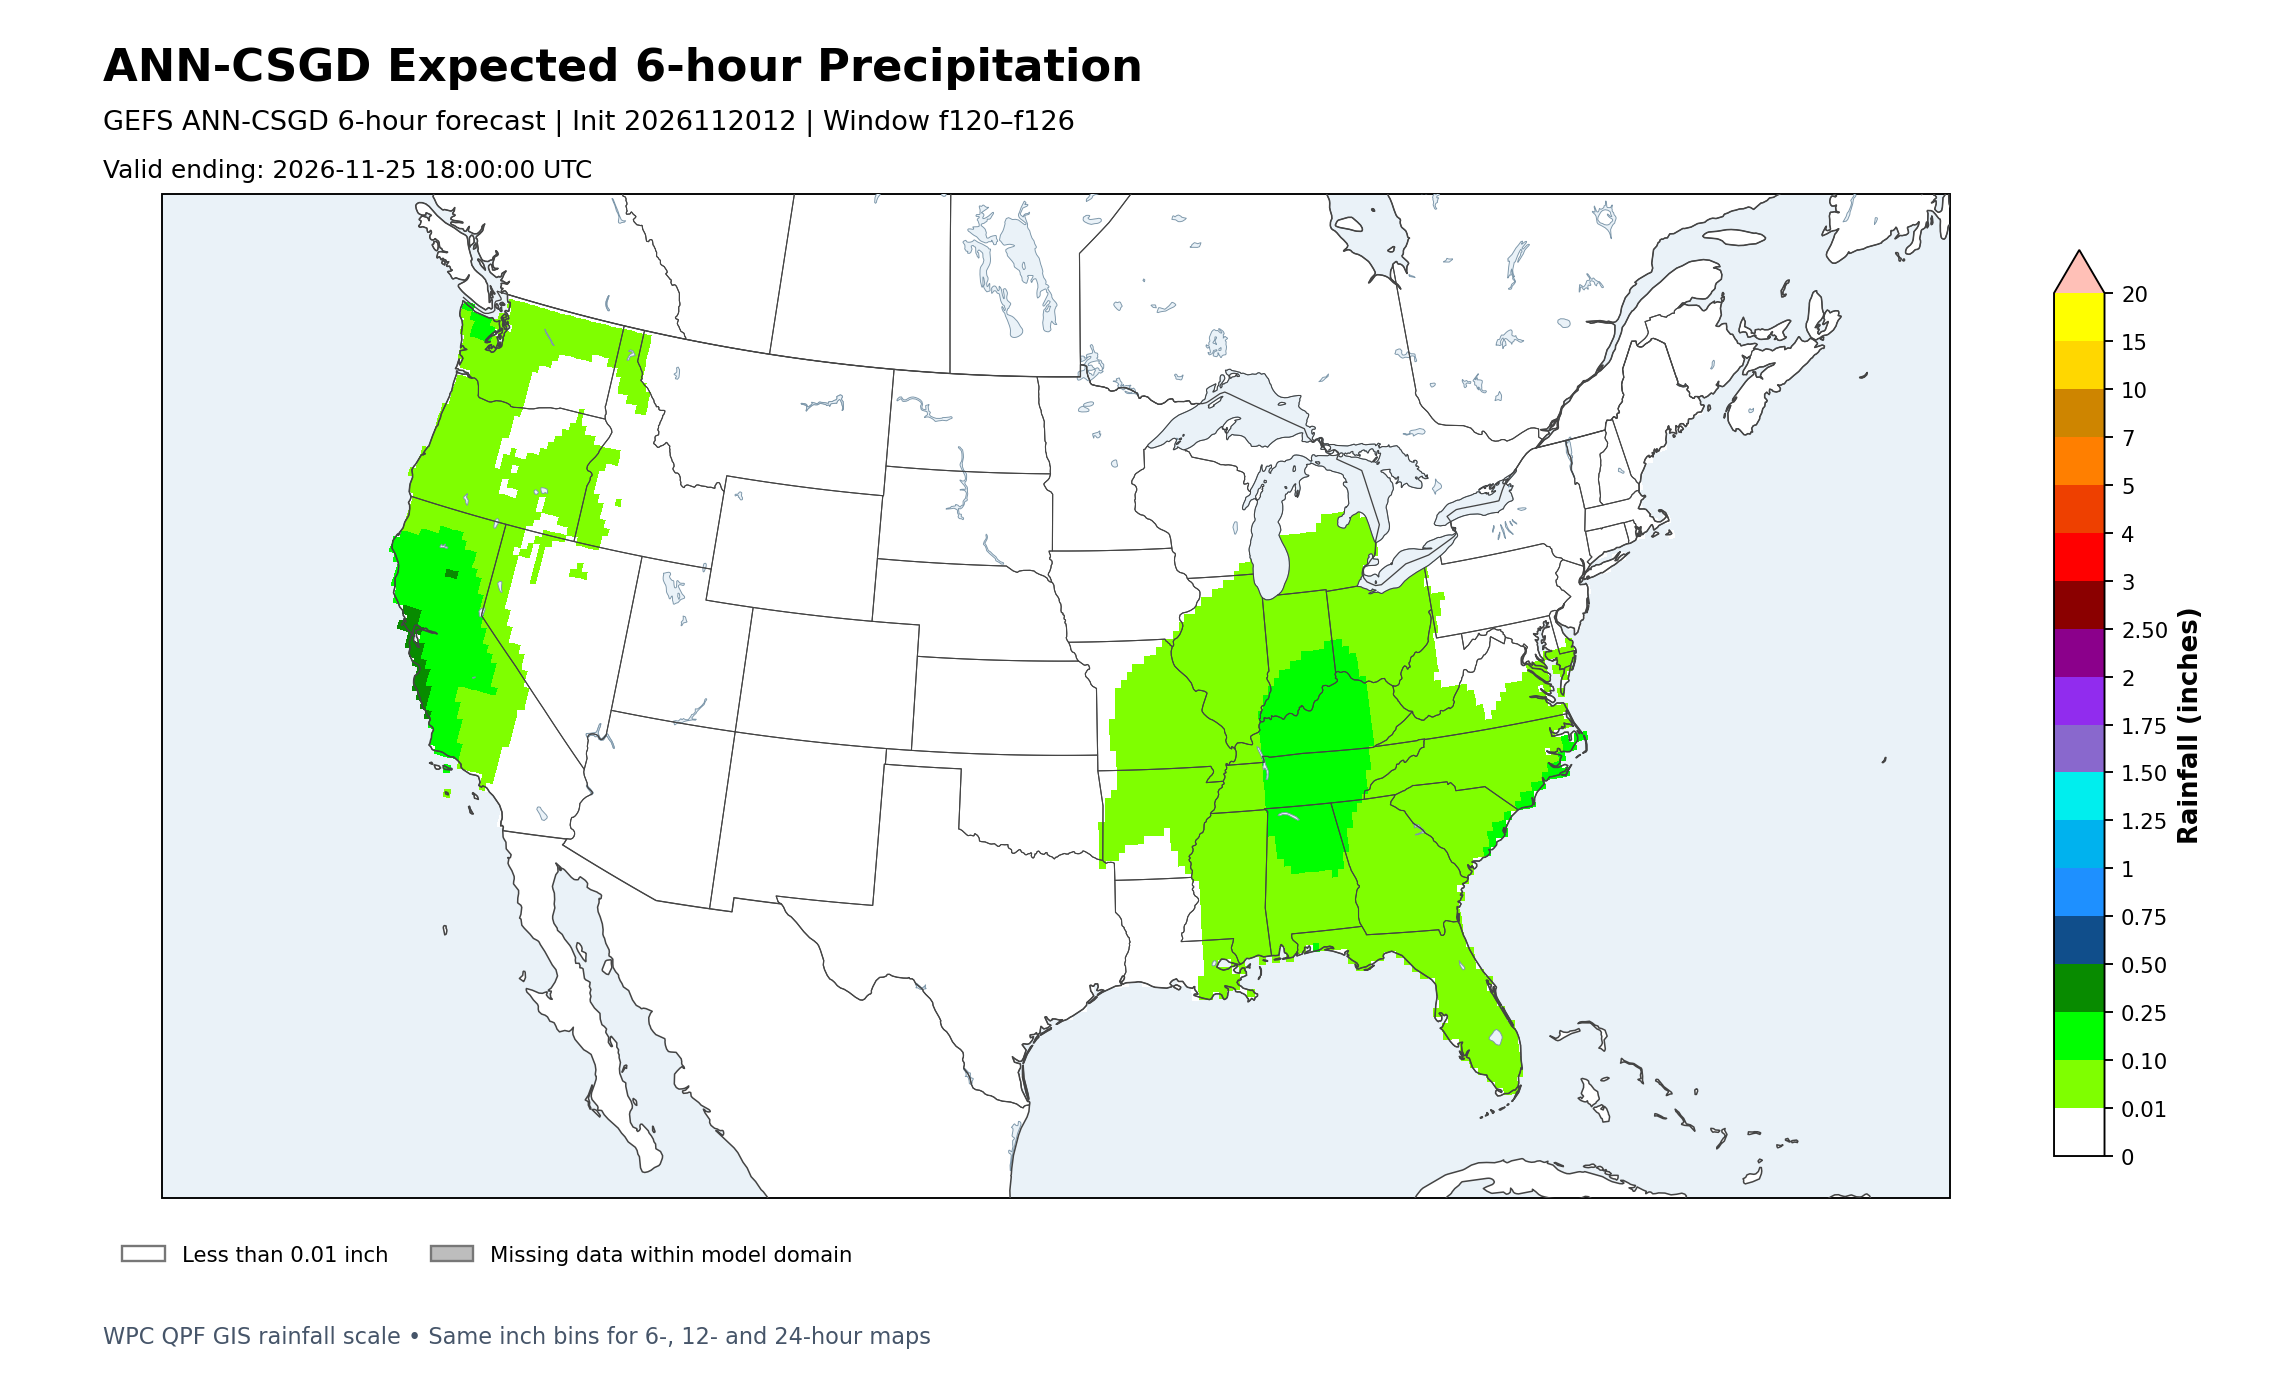 ANN-CSGD Expected 6-hour Precipitation
GEFS ANN-CSGD 6-hour forecast | Init 2026112012 | Window f120–f126
Valid ending: 2026-11-25 18:00:00 UTC
20
15
10
7
5
4
3
2.50
2
1.75
1.50
1.25
1
0.75
0.50
0.25
0.10
0.01
0
Rainfall (inches)
Less than 0.01 inch
Missing data within model domain
WPC QPF GIS rainfall scale • Same inch bins for 6-, 12- and 24-hour maps